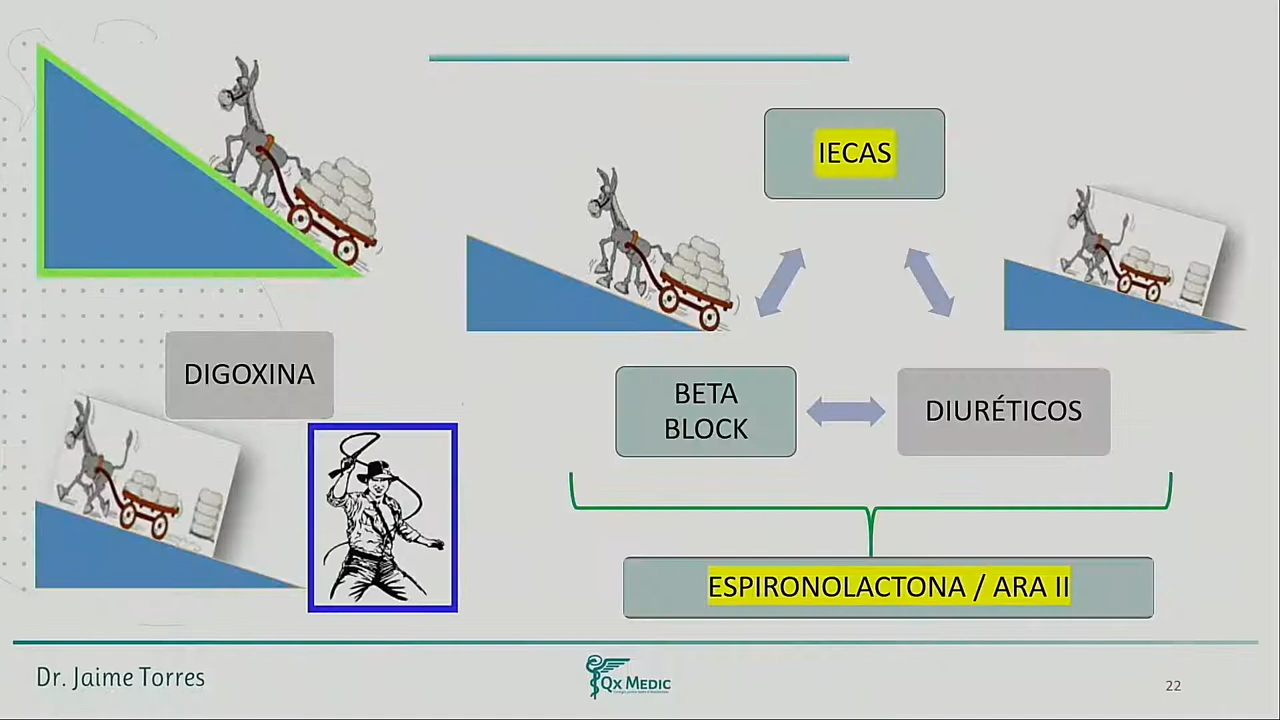 IECAS
DIGOXINA
BETA
BLOCK
DIURÉTICOS
ESPIRONOLACTONA / ARA II
Dr. Jaime Torres
QX MEDIC
22